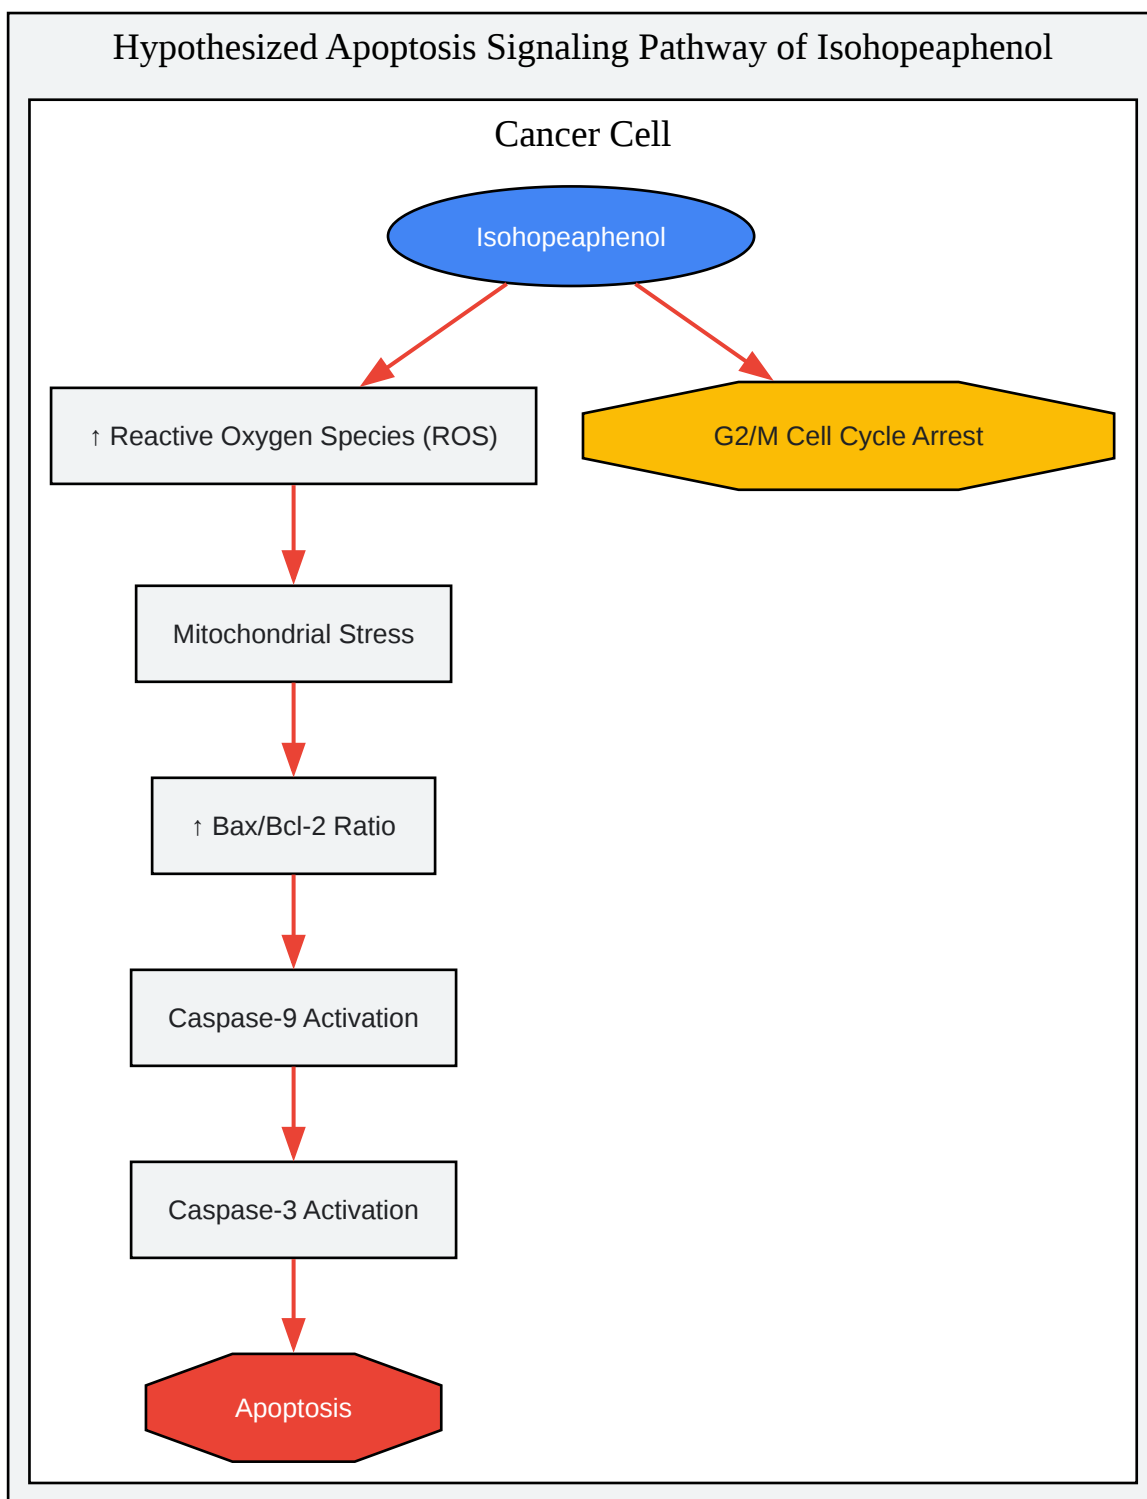 Hypothesized Apoptosis Signaling Pathway of Isohopeaphenol
Cancer Cell
Isohopeaphenol
↑ Reactive Oxygen Species (ROS)
G2/M Cell Cycle Arrest
Mitochondrial Stress
↑ Bax/Bcl-2 Ratio
Caspase-9 Activation
Caspase-3 Activation
Apoptosis